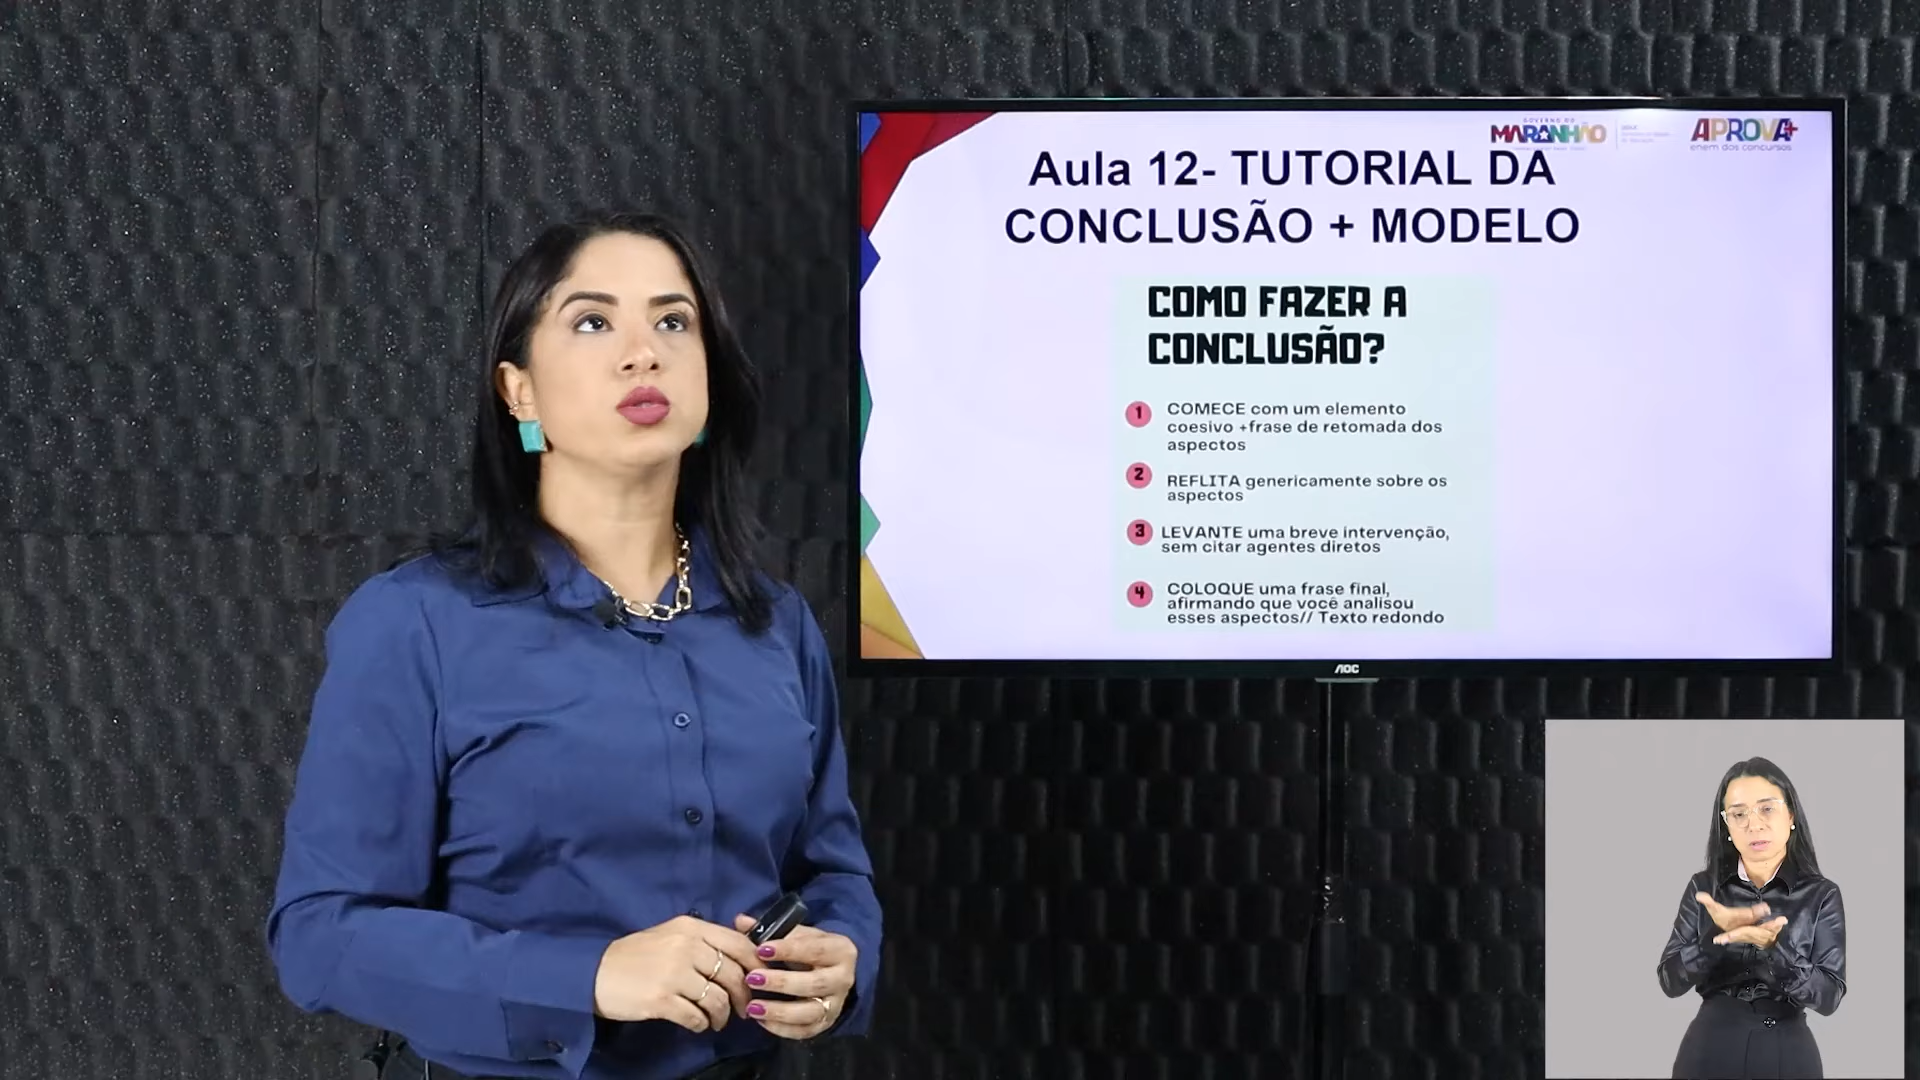 GOVERNO DO
MARANHÃO
APROVA+
enem dos concursos
Aula 12- TUTORIAL DA
CONCLUSÃO + MODELO
COMO FAZER A
CONCLUSÃO?
1 COMECE com um elemento
coesivo +frase de retomada dos
aspectos
2 REFLITA genericamente sobre os
aspectos
3 LEVANTE uma breve intervenção,
sem citar agentes diretos
4 COLOQUE uma frase final,
afirmando que você analisou
esses aspectos// Texto redondo
AOC